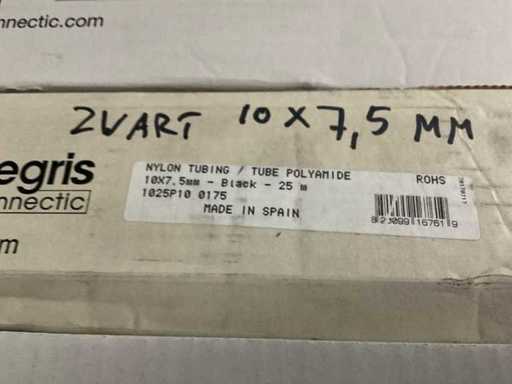 nnectic.com
ZWART 10 X 7,5 MM
egris
nnectic
m
NYLON TUBING / TUBE POLYAMIDE
10X7.5mm - Black - 25 m
1025P10 0175
MADE IN SPAIN
ROHS